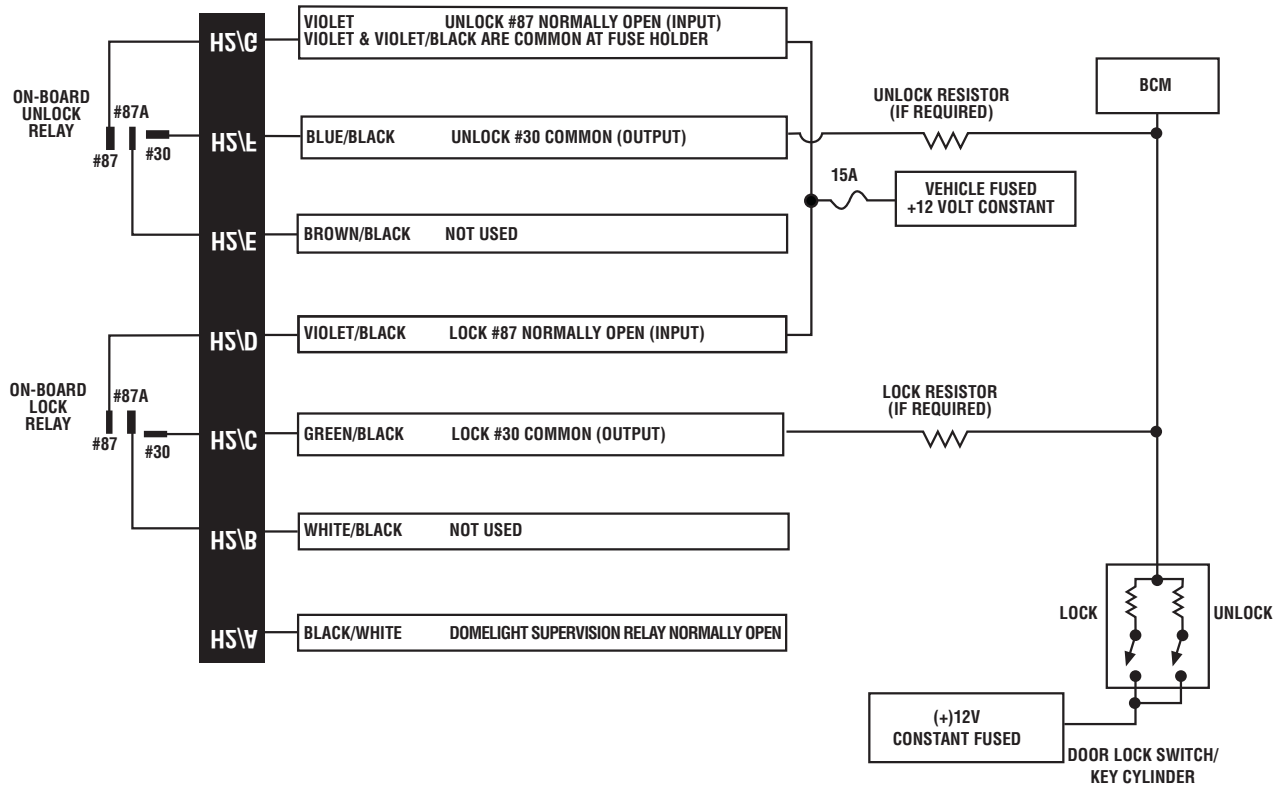 VIOLET UNLOCK #87 NORMALLY OPEN (INPUT)
VIOLET & VIOLET/BLACK ARE COMMON AT FUSE HOLDER
H2/G
ON-BOARD
UNLOCK
RELAY
#87A
#87
#30
H2/F
BLUE/BLACK UNLOCK #30 COMMON (OUTPUT)
UNLOCK RESISTOR
(IF REQUIRED)
BCM
15A
VEHICLE FUSED
+12 VOLT CONSTANT
H2/E
BROWN/BLACK NOT USED
H2/D
VIOLET/BLACK LOCK #87 NORMALLY OPEN (INPUT)
ON-BOARD
LOCK
RELAY
#87A
#87
#30
H2/C
GREEN/BLACK LOCK #30 COMMON (OUTPUT)
LOCK RESISTOR
(IF REQUIRED)
H2/B
WHITE/BLACK NOT USED
H2/A
BLACK/WHITE DOMELIGHT SUPERVISION RELAY NORMALLY OPEN
LOCK
UNLOCK
(+)12V
CONSTANT FUSED
DOOR LOCK SWITCH/
KEY CYLINDER